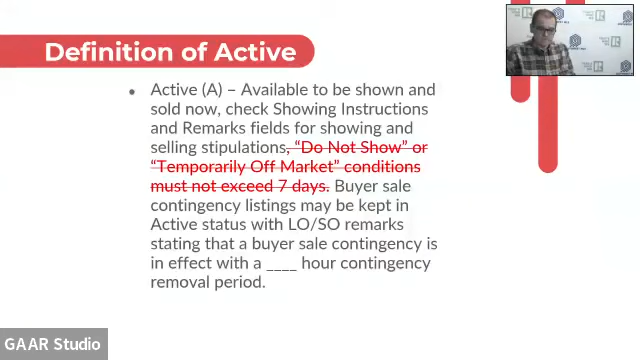 Definition of Active
• Active (A) – Available to be shown and
sold now, check Showing Instructions
and Remarks fields for showing and
selling stipulations, “Do Not Show” or
“Temporarily Off Market” conditions
must not exceed 7 days. Buyer sale
contingency listings may be kept in
Active status with LO/SO remarks
stating that a buyer sale contingency is
in effect with a ____ hour contingency
removal period.
GAAR Studio